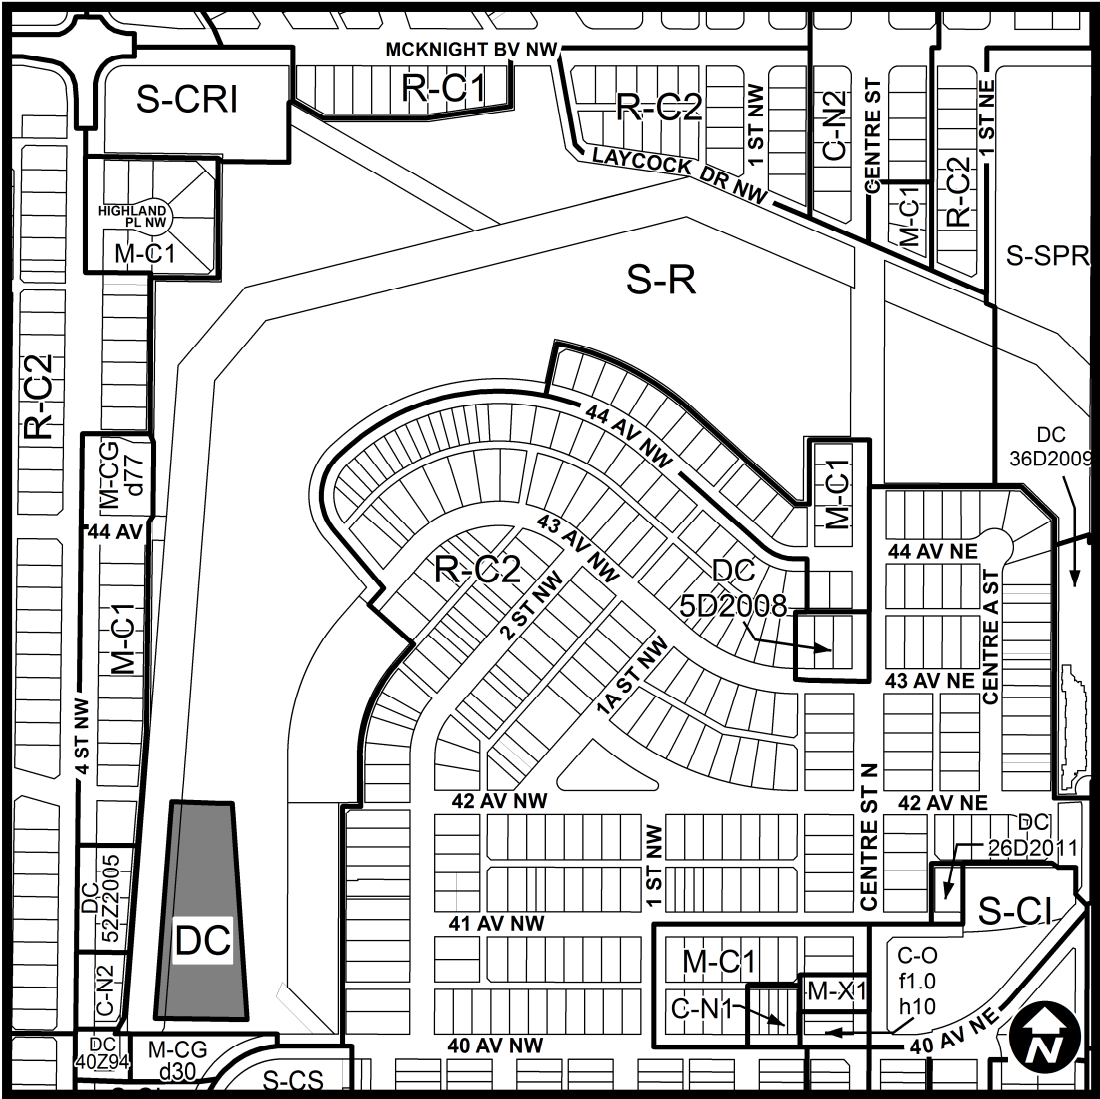 MCKNIGHT BV NW
S-CRI
R-C1
R-C2
1 ST NW
C-N2
CENTRE ST
1 ST NE
LAYCOCK DR NW
M-C1
R-C2
HIGHLAND
PL NW
M-C1
S-R
S-SPR
R-C2
44 AV NW
DC
36D2009
M-CG
d77
M-C1
44 AV
43 AV NW
44 AV NE
R-C2
DC
5D2008
2 ST NW
CENTRE A ST
M-C1
1A ST NW
43 AV NE
4 ST NW
42 AV NW
CENTRE ST N
42 AV NE
DC
26D2011
1 ST NW
DC
52Z2005
S-CI
41 AV NW
DC
M-C1
C-O
f1.0
h10
C-N2
M-X1
C-N1
40 AV NE
N
DC
40Z94
M-CG
d30
40 AV NW
S-CS